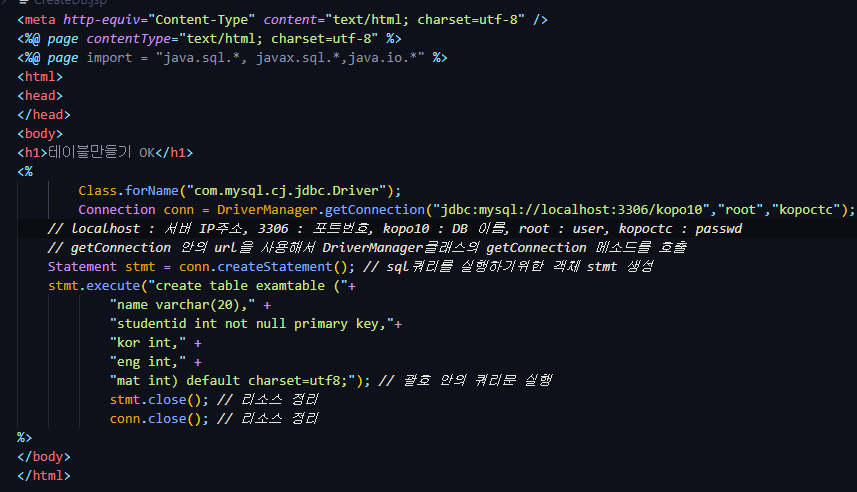 CreateDb.jsp
<meta http-equiv="Content-Type" content="text/html; charset=utf-8" />
<%@ page contentType="text/html; charset=utf-8" %>
<%@ page import = "java.sql.*, javax.sql.*,java.io.*" %>
<html>
<head>
</head>
<body>
<h1>테이블만들기 OK</h1>
<%
Class.forName("com.mysql.cj.jdbc.Driver");
Connection conn = DriverManager.getConnection("jdbc:mysql://localhost:3306/kopo10","root","kopoctc");
// localhost : 서버 IP주소, 3306 : 포트번호, kopo10 : DB 이름, root : user, kopoctc : passwd
// getConnection 안의 url을 사용해서 DriverManager클래스의 getConnection 메소드를 호출
Statement stmt = conn.createStatement(); // sql쿼리를 실행하기위한 객체 stmt 생성
stmt.execute("create table examtable ("+
"name varchar(20)," +
"studentid int not null primary key,"+
"kor int," +
"eng int," +
"mat int) default charset=utf8;"); // 괄호 안의 쿼리문 실행
stmt.close(); // 리소스 정리
conn.close(); // 리소스 정리
%>
</body>
</html>